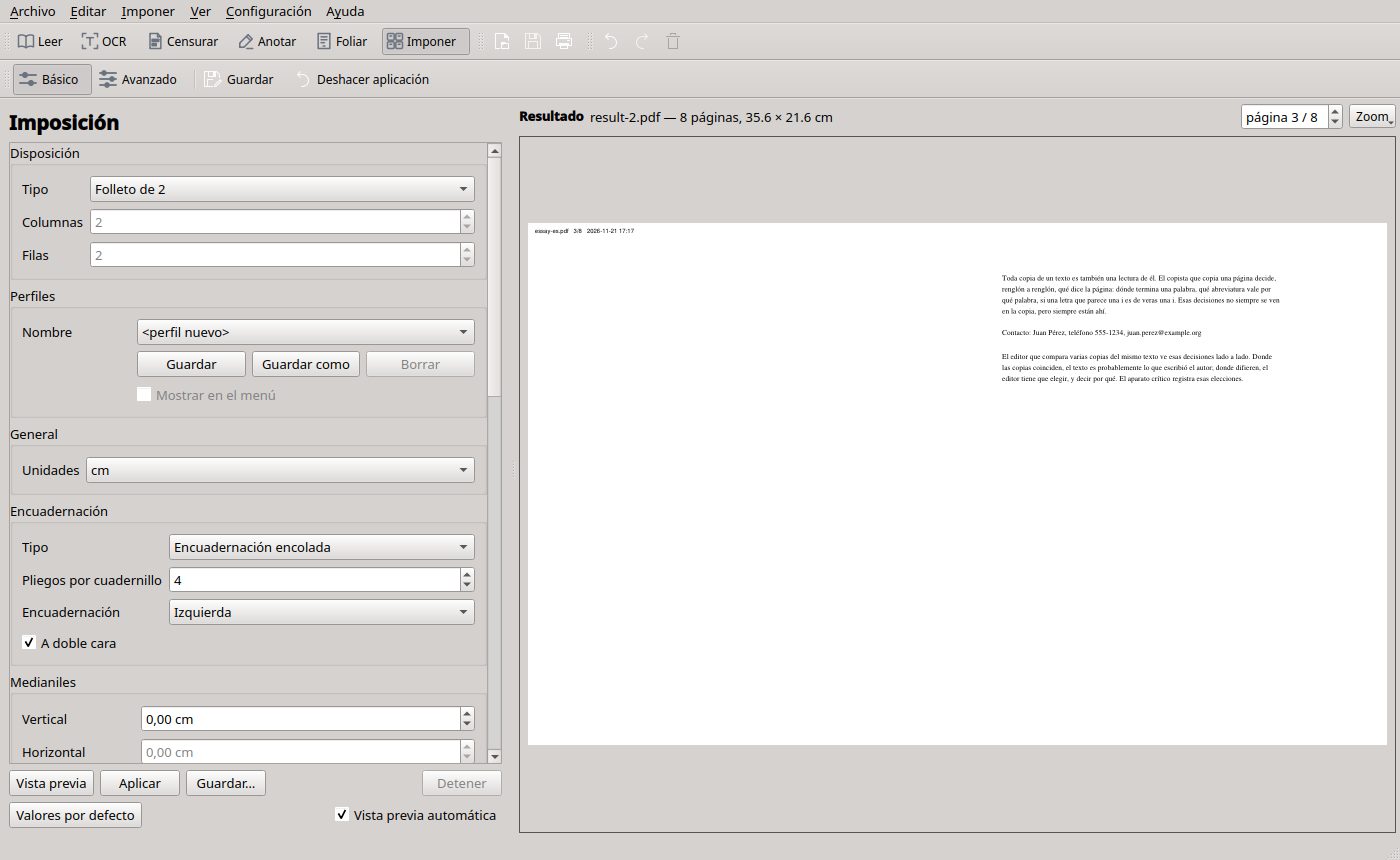 Archivo Editar Imponer Ver Configuración Ayuda
Leer OCR Censurar Anotar Foliar Imponer
Básico Avanzado Guardar Deshacer aplicación
Imposición
Disposición
Tipo Folleto de 2
Columnas 2
Filas 2
Perfiles
Nombre <perfil nuevo>
Guardar Guardar como Borrar
Mostrar en el menú
General
Unidades cm
Encuadernación
Tipo Encuadernación encolada
Pliegos por cuadernillo 4
Encuadernación Izquierda
A doble cara
Medianiles
Vertical 0,00 cm
Horizontal 0,00 cm
Vista previa Aplicar Guardar... Detener
Valores por defecto Vista previa automática
Resultado result-2.pdf — 8 páginas, 35.6 × 21.6 cm
página 3 / 8 Zoom
essay-es.pdf 3/8 2026-11-21 17:17
Toda copia de un texto es también una lectura de él. El copista que copia una página decide,
renglón a renglón, qué dice la página: dónde termina una palabra, qué abreviatura vale por
qué palabra, si una letra que parece una i es de veras una i. Esas decisiones no siempre se ven
en la copia, pero siempre están ahí.
Contacto: Juan Pérez, teléfono 555-1234, juan.perez@example.org
El editor que compara varias copias del mismo texto ve esas decisiones lado a lado. Donde
las copias coinciden, el texto es probablemente lo que escribió el autor; donde difieren, el
editor tiene que elegir, y decir por qué. El aparato crítico registra esas elecciones.